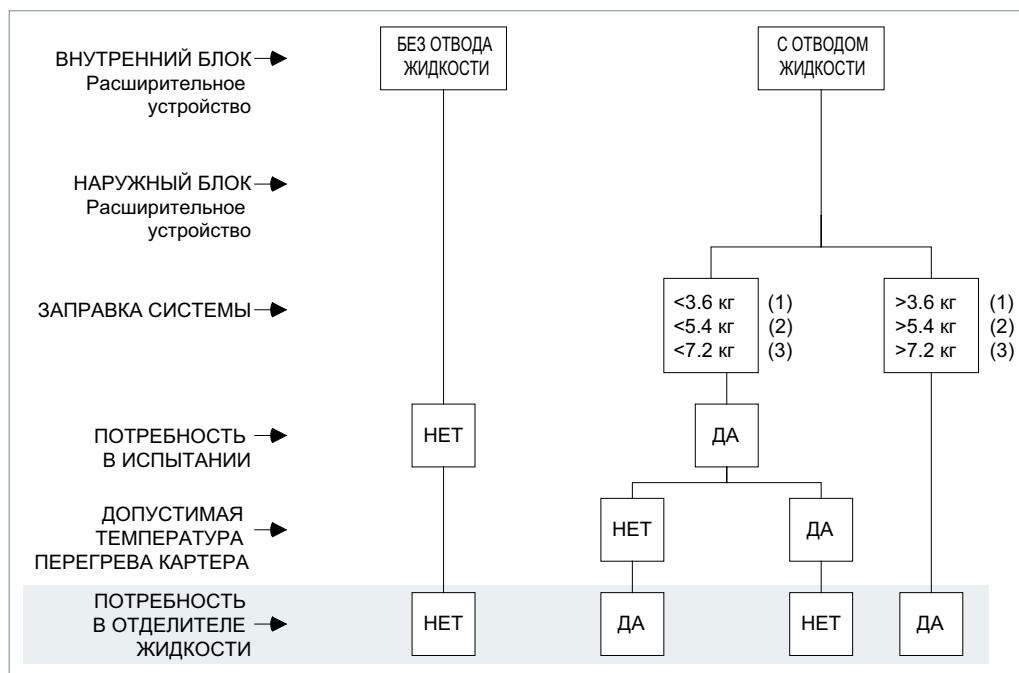 ВНУТРЕННИЙ БЛОК
Расширительное
устройство
БЕЗ ОТВОДА
ЖИДКОСТИ
С ОТВОДОМ
ЖИДКОСТИ
НАРУЖНЫЙ БЛОК
Расширительное
устройство
ЗАПРАВКА СИСТЕМЫ
<3.6 кг (1)
<5.4 кг (2)
<7.2 кг (3)
>3.6 кг (1)
>5.4 кг (2)
>7.2 кг (3)
ПОТРЕБНОСТЬ
В ИСПЫТАНИИ
НЕТ
ДА
ДОПУСТИМАЯ
ТЕМПЕРАТУРА
ПЕРЕГРЕВА КАРТЕРА
НЕТ
ДА
ПОТРЕБНОСТЬ
В ОТДЕЛИТЕЛЕ
ЖИДКОСТИ
НЕТ
ДА
НЕТ
ДА